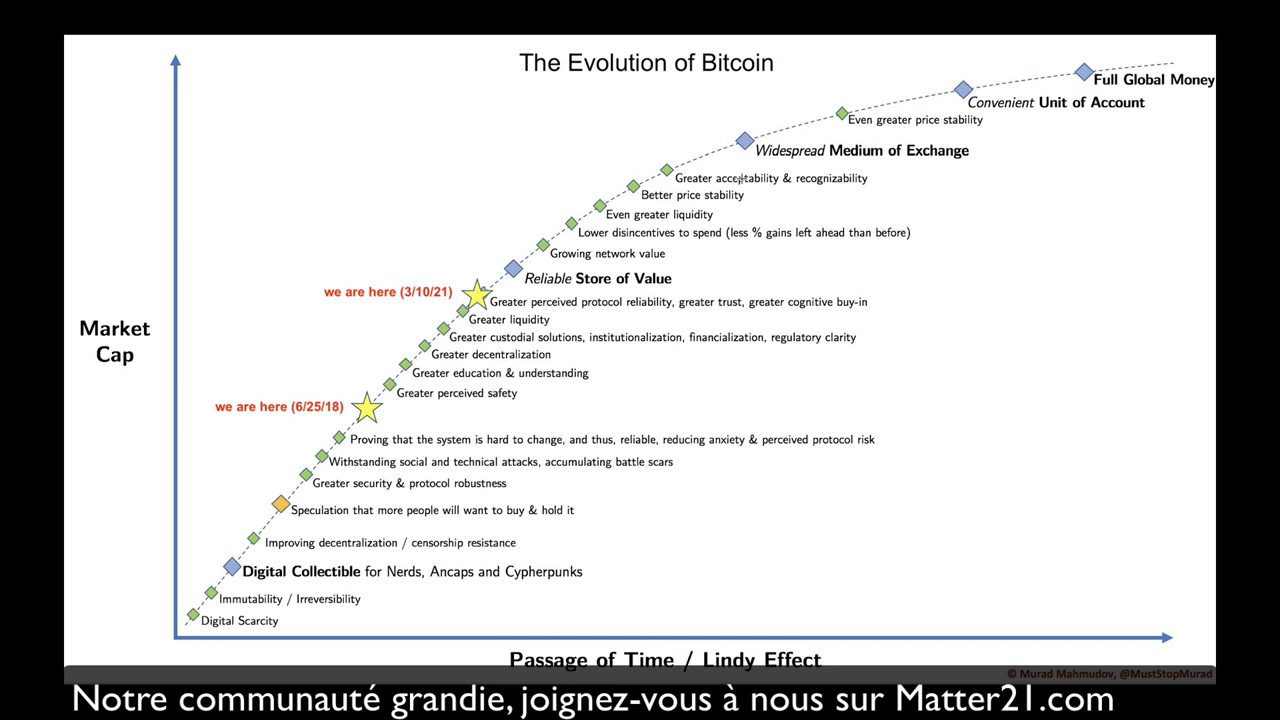 The Evolution of Bitcoin
Full Global Money
Convenient Unit of Account
Even greater price stability
Widespread Medium of Exchange
Greater acceptability & recognizability
Better price stability
Even greater liquidity
Lower disincentives to spend (less % gains left ahead than before)
Growing network value
Reliable Store of Value
we are here (3/10/21)
Greater perceived protocol reliability, greater trust, greater cognitive buy-in
Greater liquidity
Market
Cap
Greater custodial solutions, institutionalization, financialization, regulatory clarity
Greater decentralization
Greater education & understanding
Greater perceived safety
we are here (6/25/18)
Proving that the system is hard to change, and thus, reliable, reducing anxiety & perceived protocol risk
Withstanding social and technical attacks, accumulating battle scars
Greater security & protocol robustness
Speculation that more people will want to buy & hold it
Improving decentralization / censorship resistance
Digital Collectible for Nerds, Ancaps and Cypherpunks
Immutability / Irreversibility
Digital Scarcity
Passage of Time / Lindy Effect
© Murad Mahmudov, @MustStopMurad
Notre communauté grandie, joignez-vous à nous sur Matter21.com